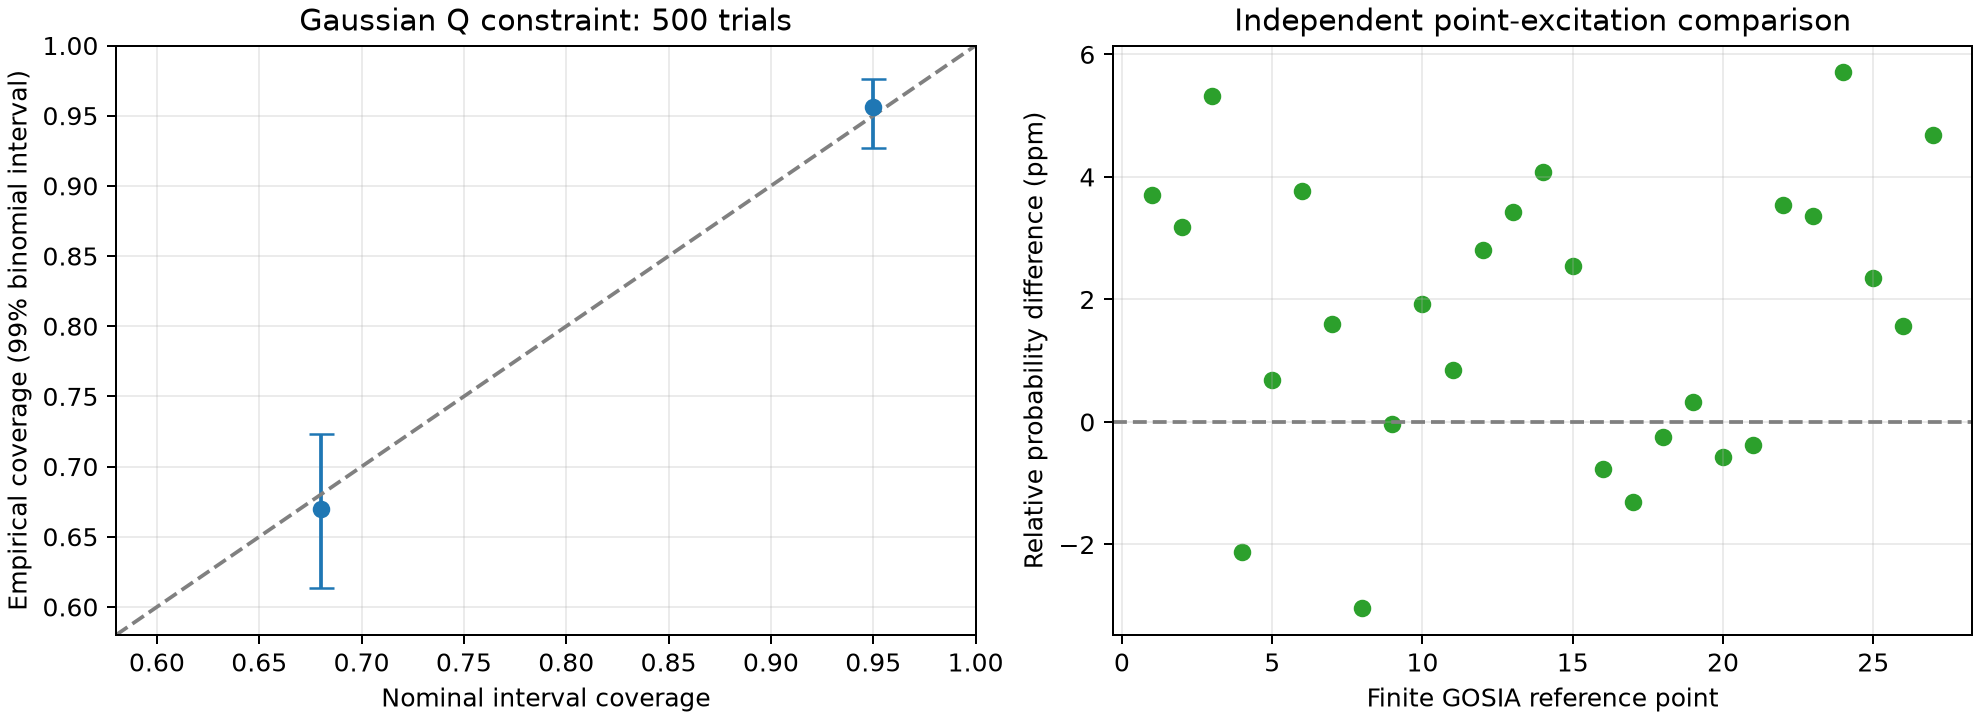 Gaussian Q constraint: 500 trials
Empirical coverage (99% binomial interval)
1.00
0.95
0.90
0.85
0.80
0.75
0.70
0.65
0.60
0.60 0.65 0.70 0.75 0.80 0.85 0.90 0.95 1.00
Nominal interval coverage
Independent point-excitation comparison
Relative probability difference (ppm)
6
4
2
0
−2
0 5 10 15 20 25
Finite GOSIA reference point